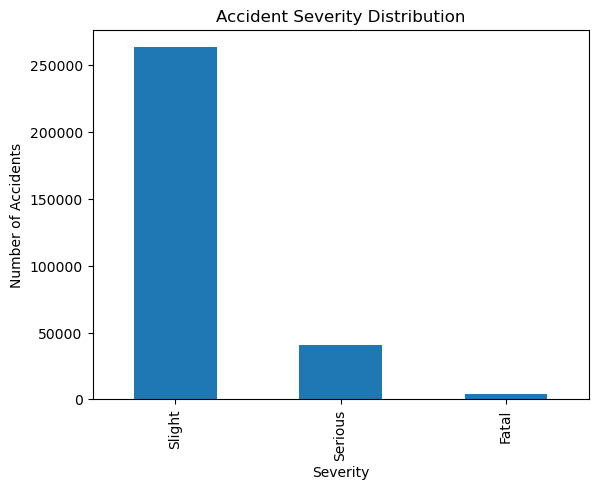 Accident Severity Distribution
Number of Accidents
250000
200000
150000
100000
50000
0
Slight
Serious
Fatal
Severity